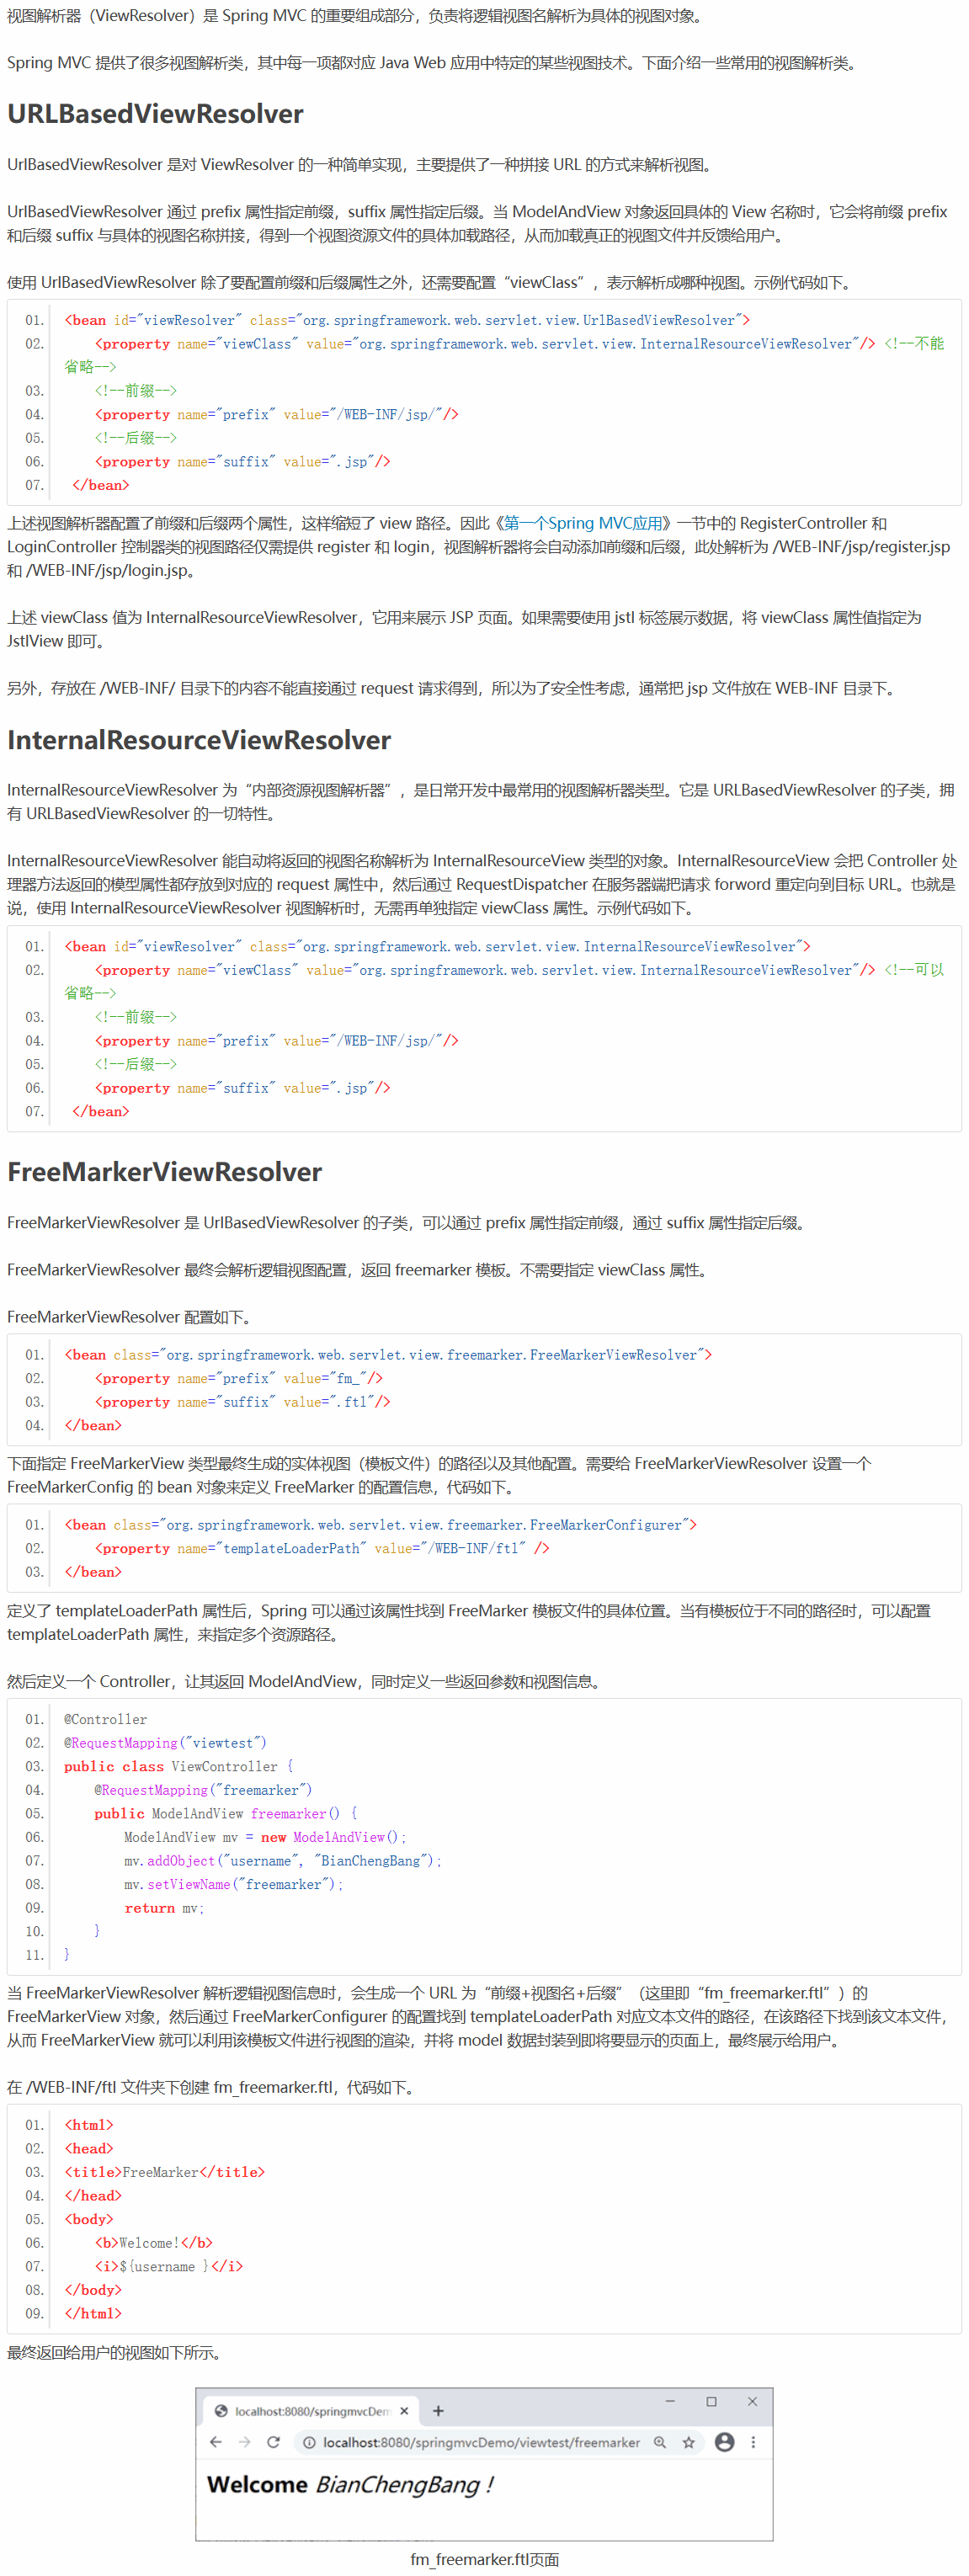 视图解析器（ViewResolver）是 Spring MVC 的重要组成部分，负责将逻辑视图名解析为具体的视图对象。
Spring MVC 提供了很多视图解析类，其中每一项都对应 Java Web 应用中特定的某些视图技术。下面介绍一些常用的视图解析类。
URLBasedViewResolver
UrlBasedViewResolver 是对 ViewResolver 的一种简单实现，主要提供了一种拼接 URL 的方式来解析视图。
UrlBasedViewResolver 通过 prefix 属性指定前缀，suffix 属性指定后缀。当 ModelAndView 对象返回具体的 View 名称时，它会将前缀 prefix
和后缀 suffix 与具体的视图名称拼接，得到一个视图资源文件的具体加载路径，从而加载真正的视图文件并反馈给用户。
使用 UrlBasedViewResolver 除了要配置前缀和后缀属性之外，还需要配置“viewClass”，表示解析成哪种视图。示例代码如下。
01. <bean id="viewResolver" class="org.springframework.web.servlet.view.UrlBasedViewResolver">
02. <property name="viewClass" value="org.springframework.web.servlet.view.InternalResourceViewResolver"/> <!--不能
省略-->
03. <!--前缀-->
04. <property name="prefix" value="/WEB-INF/jsp/"/>
05. <!--后缀-->
06. <property name="suffix" value=".jsp"/>
07. </bean>
上述视图解析器配置了前缀和后缀两个属性，这样缩短了 view 路径。因此《第一个Spring MVC应用》一节中的 RegisterController 和
LoginController 控制器类的视图路径仅需提供 register 和 login，视图解析器将会自动添加前缀和后缀，此处解析为 /WEB-INF/jsp/register.jsp
和 /WEB-INF/jsp/login.jsp。
上述 viewClass 值为 InternalResourceViewResolver，它用来展示 JSP 页面。如果需要使用 jstl 标签展示数据，将 viewClass 属性值指定为
JstlView 即可。
另外，存放在 /WEB-INF/ 目录下的内容不能直接通过 request 请求得到，所以为了安全性考虑，通常把 jsp 文件放在 WEB-INF 目录下。
InternalResourceViewResolver
InternalResourceViewResolver 为“内部资源视图解析器”，是日常开发中最常用的视图解析器类型。它是 URLBasedViewResolver 的子类，拥
有 URLBasedViewResolver 的一切特性。
InternalResourceViewResolver 能自动将返回的视图名称解析为 InternalResourceView 类型的对象。InternalResourceView 会把 Controller 处
理器方法返回的模型属性都存放到对应的 request 属性中，然后通过 RequestDispatcher 在服务器端把请求 forword 重定向到目标 URL。也就是
说，使用 InternalResourceViewResolver 视图解析时，无需再单独指定 viewClass 属性。示例代码如下。
01. <bean id="viewResolver" class="org.springframework.web.servlet.view.InternalResourceViewResolver">
02. <property name="viewClass" value="org.springframework.web.servlet.view.InternalResourceViewResolver"/> <!--可以
省略-->
03. <!--前缀-->
04. <property name="prefix" value="/WEB-INF/jsp/"/>
05. <!--后缀-->
06. <property name="suffix" value=".jsp"/>
07. </bean>
FreeMarkerViewResolver
FreeMarkerViewResolver 是 UrlBasedViewResolver 的子类，可以通过 prefix 属性指定前缀，通过 suffix 属性指定后缀。
FreeMarkerViewResolver 最终会解析逻辑视图配置，返回 freemarker 模板。不需要指定 viewClass 属性。
FreeMarkerViewResolver 配置如下。
01. <bean class="org.springframework.web.servlet.view.freemarker.FreeMarkerViewResolver">
02. <property name="prefix" value="fm_"/>
03. <property name="suffix" value=".ftl"/>
04. </bean>
下面指定 FreeMarkerView 类型最终生成的实体视图（模板文件）的路径以及其他配置。需要给 FreeMarkerViewResolver 设置一个
FreeMarkerConfig 的 bean 对象来定义 FreeMarker 的配置信息，代码如下。
01. <bean class="org.springframework.web.servlet.view.freemarker.FreeMarkerConfigurer">
02. <property name="templateLoaderPath" value="/WEB-INF/ftl" />
03. </bean>
定义了 templateLoaderPath 属性后，Spring 可以通过该属性找到 FreeMarker 模板文件的具体位置。当有模板位于不同的路径时，可以配置
templateLoaderPath 属性，来指定多个资源路径。
然后定义一个 Controller，让其返回 ModelAndView，同时定义一些返回参数和视图信息。
01. @Controller
02. @RequestMapping("viewtest")
03. public class ViewController {
04. @RequestMapping("freemarker")
05. public ModelAndView freemarker() {
06. ModelAndView mv = new ModelAndView();
07. mv.addObject("username", "BianChengBang");
08. mv.setViewName("freemarker");
09. return mv;
10. }
11. }
当 FreeMarkerViewResolver 解析逻辑视图信息时，会生成一个 URL 为“前缀+视图名+后缀”（这里即“fm_freemarker.ftl”）的
FreeMarkerView 对象，然后通过 FreeMarkerConfigurer 的配置找到 templateLoaderPath 对应文本文件的路径，在该路径下找到该文本文件，
从而 FreeMarkerView 就可以利用该模板文件进行视图的渲染，并将 model 数据封装到即将要显示的页面上，最终展示给用户。
在 /WEB-INF/ftl 文件夹下创建 fm_freemarker.ftl，代码如下。
01. <html>
02. <head>
03. <title>FreeMarker</title>
04. </head>
05. <body>
06. <b>Welcome!</b>
07. <i>${username }</i>
08. </body>
09. </html>
最终返回给用户的视图如下所示。
localhost:8080/springmvcDem
localhost:8080/springmvcDemo/viewtest/freemarker
Welcome BianChengBang !
fm_freemarker.ftl页面